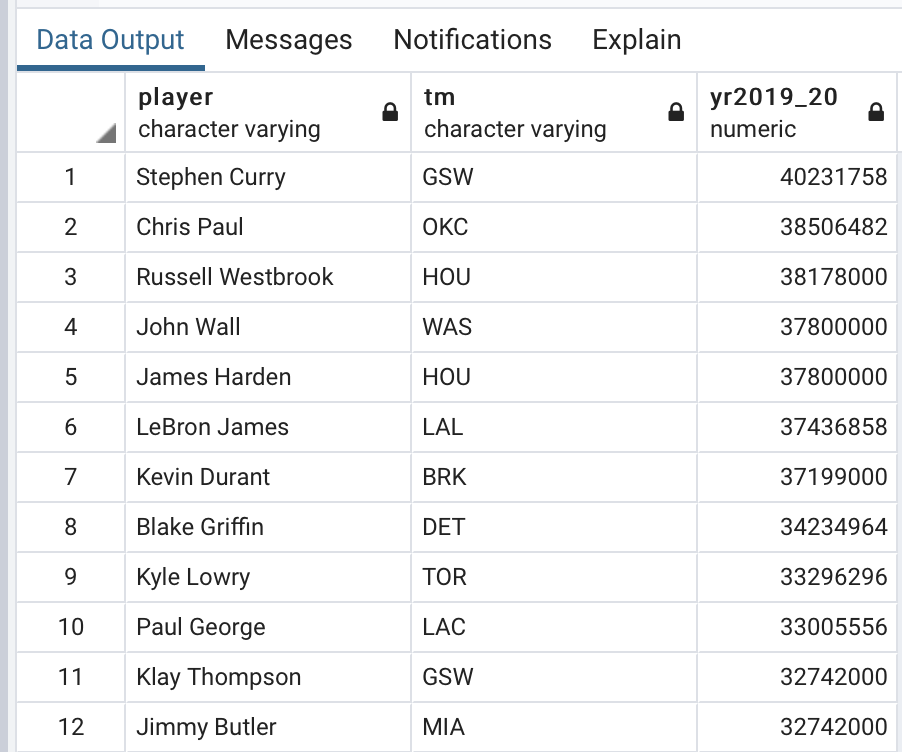 Data Output Messages Notifications Explain
player tm yr2019_20
character varying character varying numeric
1 Stephen Curry GSW 40231758
2 Chris Paul OKC 38506482
3 Russell Westbrook HOU 38178000
4 John Wall WAS 37800000
5 James Harden HOU 37800000
6 LeBron James LAL 37436858
7 Kevin Durant BRK 37199000
8 Blake Griffin DET 34234964
9 Kyle Lowry TOR 33296296
10 Paul George LAC 33005556
11 Klay Thompson GSW 32742000
12 Jimmy Butler MIA 32742000